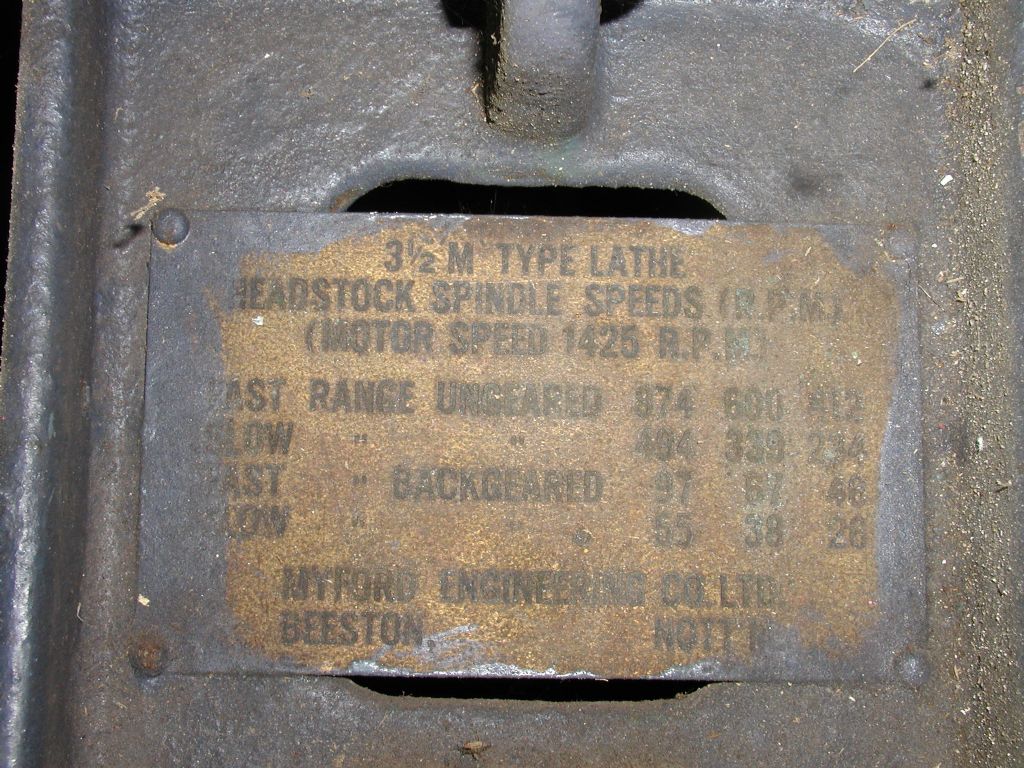 3½ M TYPE LATHE
HEADSTOCK SPINDLE SPEEDS (R.P.M.)
(MOTOR SPEED 1425 R.P.M.)
FAST RANGE UNGEARED 874 600 412
SLOW " " 494 339 234
FAST " BACKGEARED 97 67 46
SLOW " " 55 38 26
MYFORD ENGINEERING CO. LTD.
BEESTON, NOTT'M